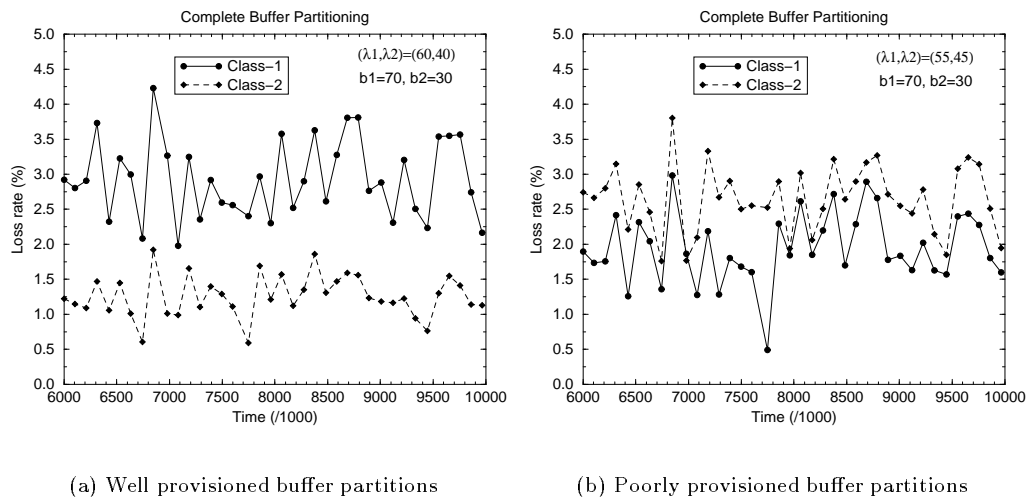 Complete Buffer Partitioning
5.0
4.5
4.0
3.5
3.0
2.5
2.0
1.5
1.0
0.5
0.0
Loss rate (%)
Class−1
Class−2
(λ1,λ2)=(60,40)
b1=70, b2=30
6000 6500 7000 7500 8000 8500 9000 9500 10000
Time (/1000)
(a) Well provisioned buffer partitions
Complete Buffer Partitioning
5.0
4.5
4.0
3.5
3.0
2.5
2.0
1.5
1.0
0.5
0.0
Loss rate (%)
Class−1
Class−2
(λ1,λ2)=(55,45)
b1=70, b2=30
6000 6500 7000 7500 8000 8500 9000 9500 10000
Time (/1000)
(b) Poorly provisioned buffer partitions